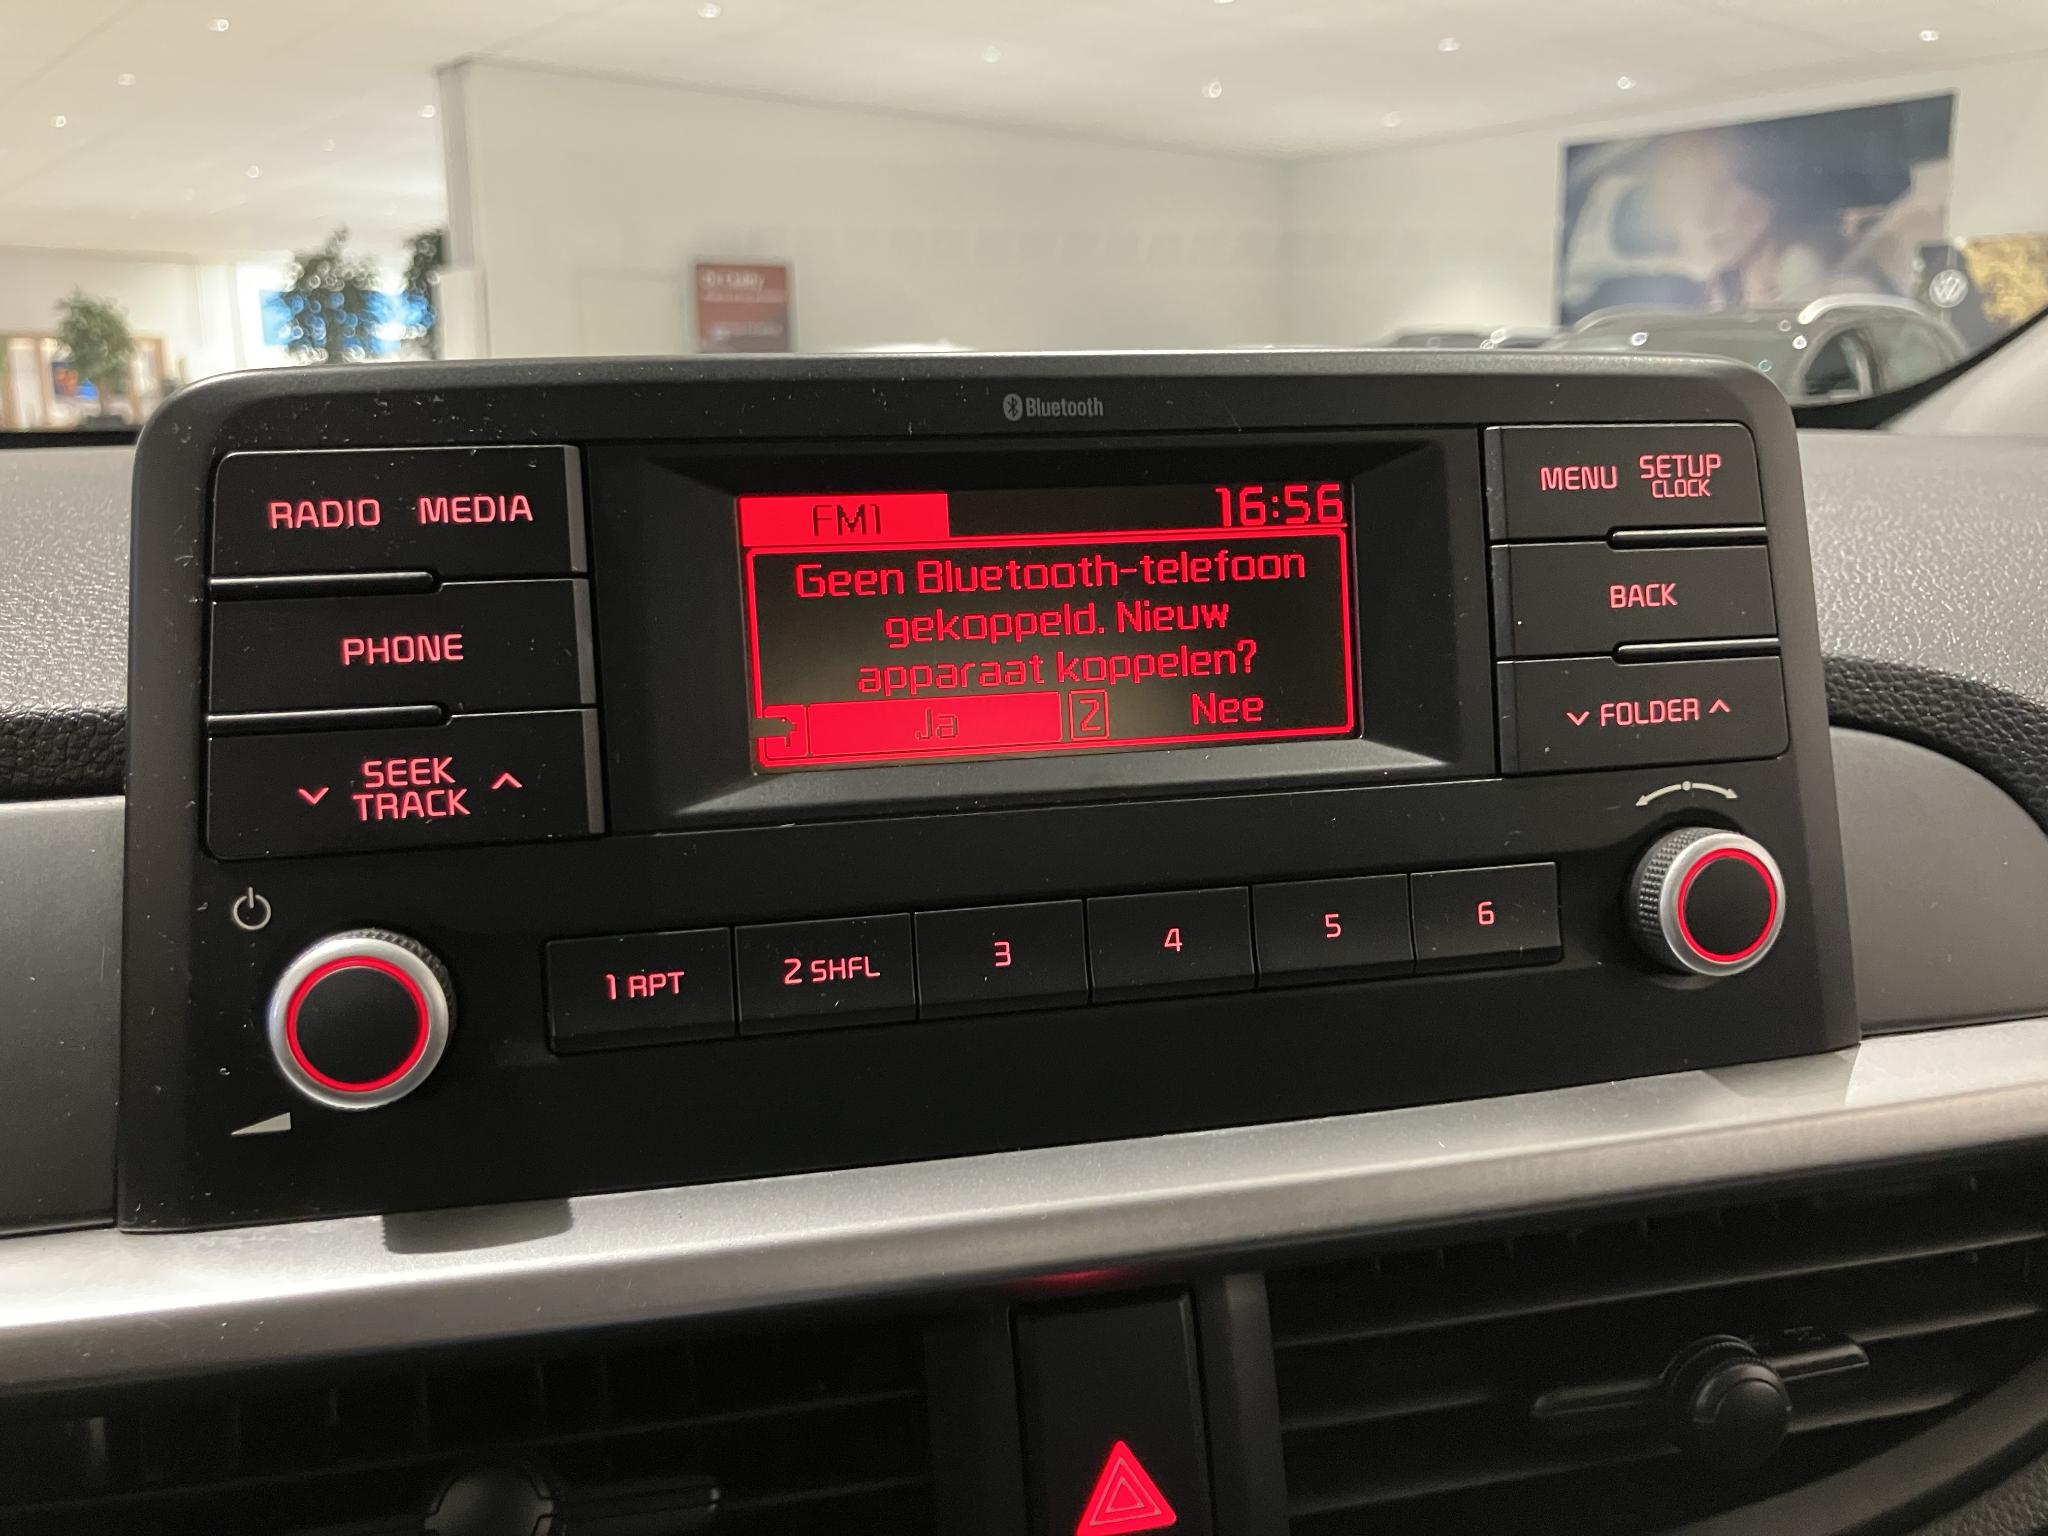 Bluetooth
RADIO MEDIA
PHONE
SEEK
TRACK
FM1 16:56
Geen Bluetooth-telefoon
gekoppeld. Nieuw
apparaat koppelen?
Ja 2 Nee
MENU SETUP
CLOCK
BACK
FOLDER
1 RPT 2 SHFL 3 4 5 6